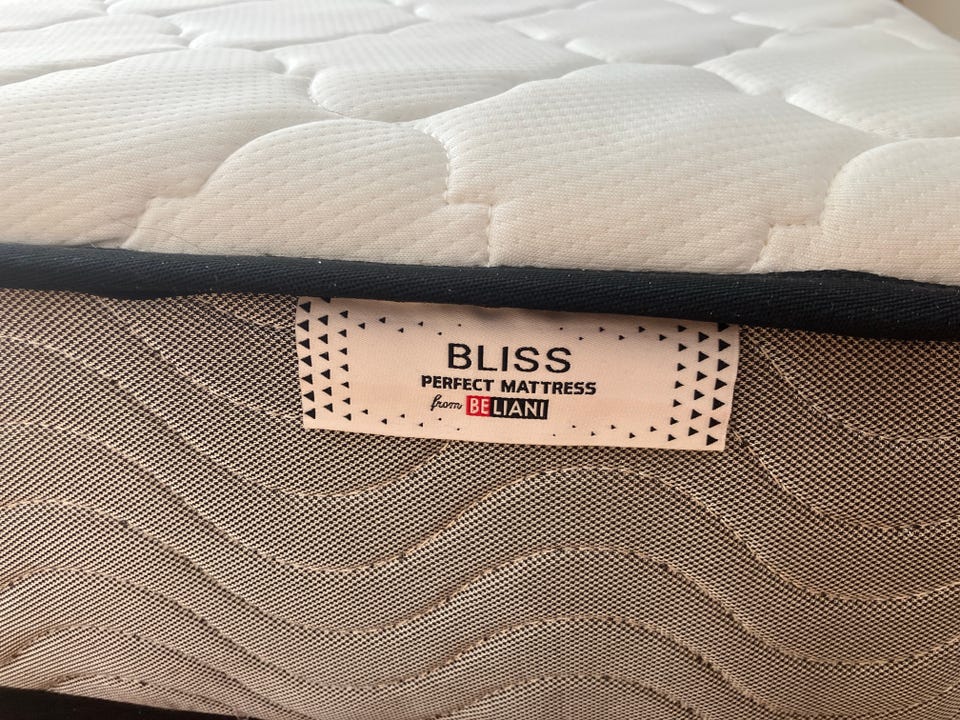 BLISS
PERFECT MATTRESS
from BELIANI